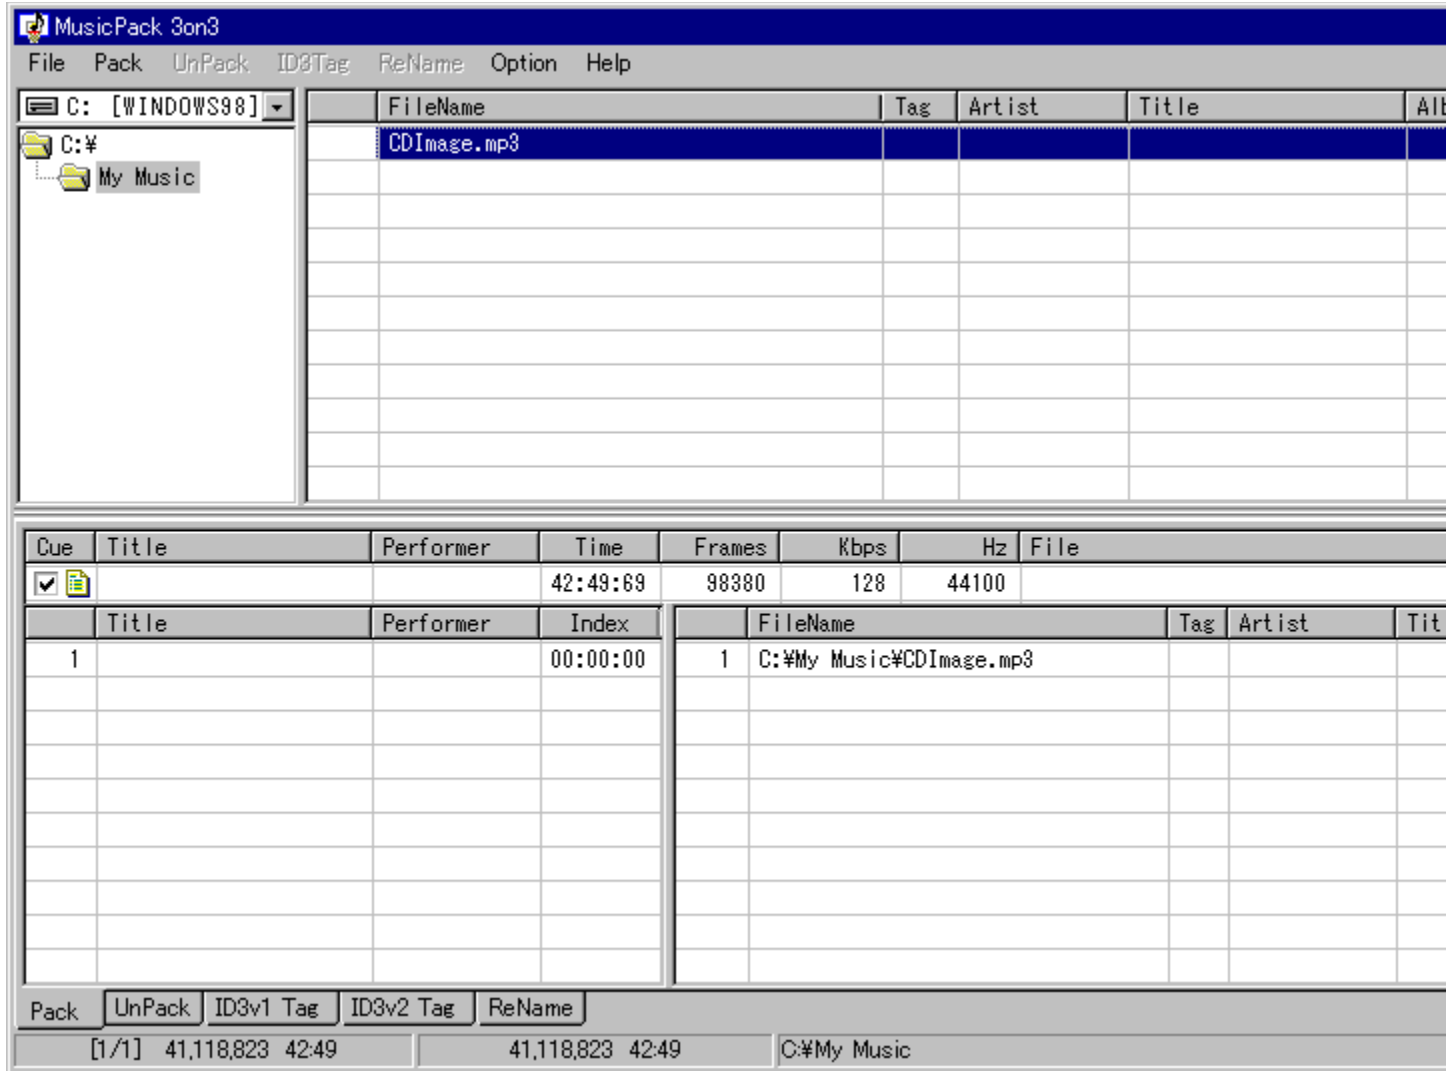 MusicPack 3on3
File Pack UnPack ID3Tag ReName Option Help
C: [WINDOWS98] FileName Tag Artist Title Alb
C:¥ CDImage.mp3
My Music
Cue Title Performer Time Frames Kbps Hz File
42:49:69 98380 128 44100
Title Performer Index FileName Tag Artist Tit
1 00:00:00 1 C:¥My Music¥CDImage.mp3
Pack UnPack ID3v1 Tag ID3v2 Tag ReName
[1/1] 41,118,823 42:49 41,118,823 42:49 C:¥My Music